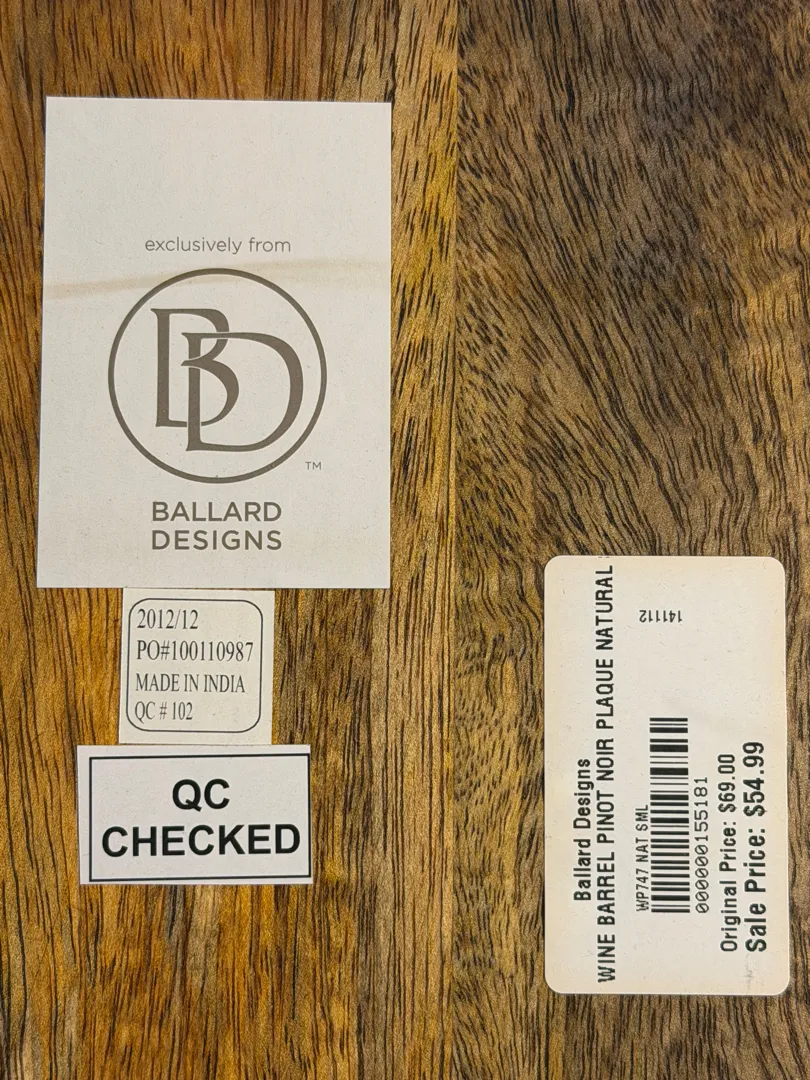 exclusively from
BD
TM
BALLARD
DESIGNS
2012/12
PO#100110987
MADE IN INDIA
QC # 102
QC
CHECKED
Ballard Designs
WINE BARREL PINOT NOIR PLAQUE NATURAL
141112
WP747 NAT SML
0000000155181
Original Price: $69.00
Sale Price: $54.99